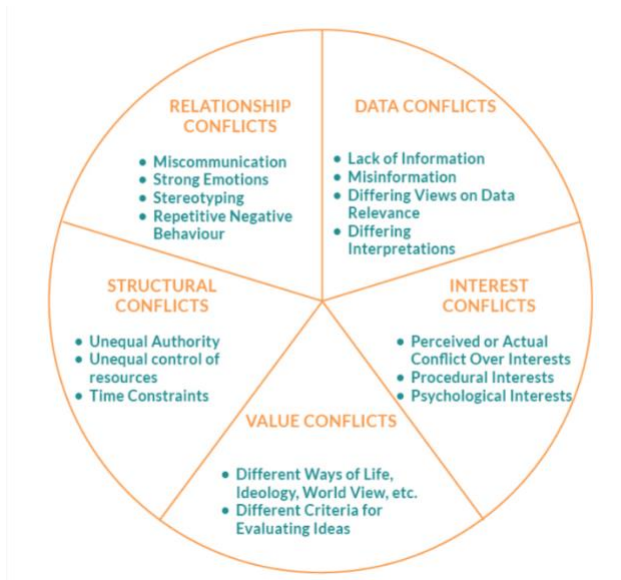 RELATIONSHIP
CONFLICTS
• Miscommunication
• Strong Emotions
• Stereotyping
• Repetitive Negative
Behaviour
DATA CONFLICTS
• Lack of Information
• Misinformation
• Differing Views on Data
Relevance
• Differing
Interpretations
STRUCTURAL
CONFLICTS
• Unequal Authority
• Unequal control of
resources
• Time Constraints
INTEREST
CONFLICTS
• Perceived or Actual
Conflict Over Interests
• Procedural Interests
• Psychological Interests
VALUE CONFLICTS
• Different Ways of Life,
Ideology, World View, etc.
• Different Criteria for
Evaluating Ideas